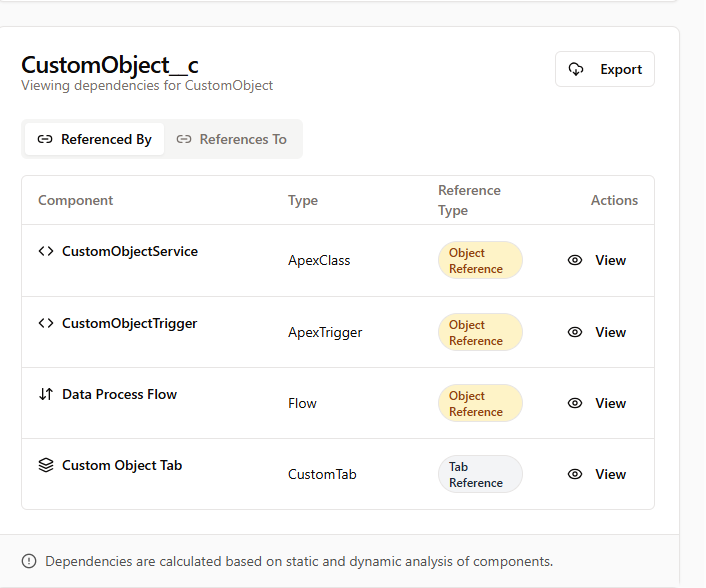 CustomObject__c
Viewing dependencies for CustomObject
Export
Referenced By
References To
Component
Type
Reference
Type
Actions
CustomObjectService
ApexClass
Object
Reference
View
CustomObjectTrigger
ApexTrigger
Object
Reference
View
Data Process Flow
Flow
Object
Reference
View
Custom Object Tab
CustomTab
Tab
Reference
View
Dependencies are calculated based on static and dynamic analysis of components.